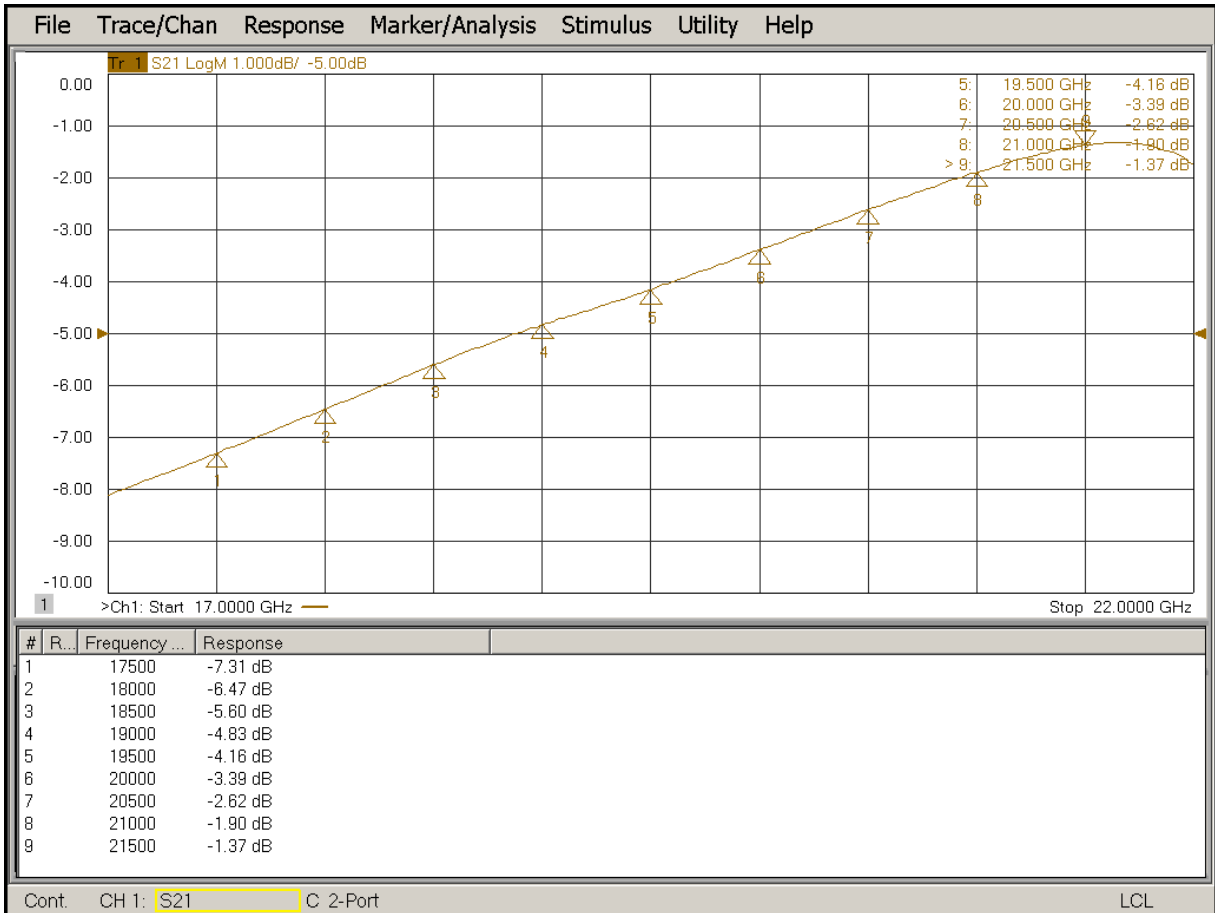 File Trace/Chan Response Marker/Analysis Stimulus Utility Help
Tr 1 S21 LogM 1.000dB/ -5.00dB
0.00
-1.00
-2.00
-3.00
-4.00
-5.00
-6.00
-7.00
-8.00
-9.00
-10.00
5: 19.500 GHz -4.16 dB
6: 20.000 GHz -3.39 dB
7: 20.500 GHz -2.62 dB
8: 21.000 GHz -1.90 dB
> 9: 21.500 GHz -1.37 dB
1
2
3
4
5
6
7
8
9
1 >Ch1: Start 17.0000 GHz Stop 22.0000 GHz
# R... Frequency ... Response
1 17500 -7.31 dB
2 18000 -6.47 dB
3 18500 -5.60 dB
4 19000 -4.83 dB
5 19500 -4.16 dB
6 20000 -3.39 dB
7 20500 -2.62 dB
8 21000 -1.90 dB
9 21500 -1.37 dB
Cont. CH 1: S21 C 2-Port LCL